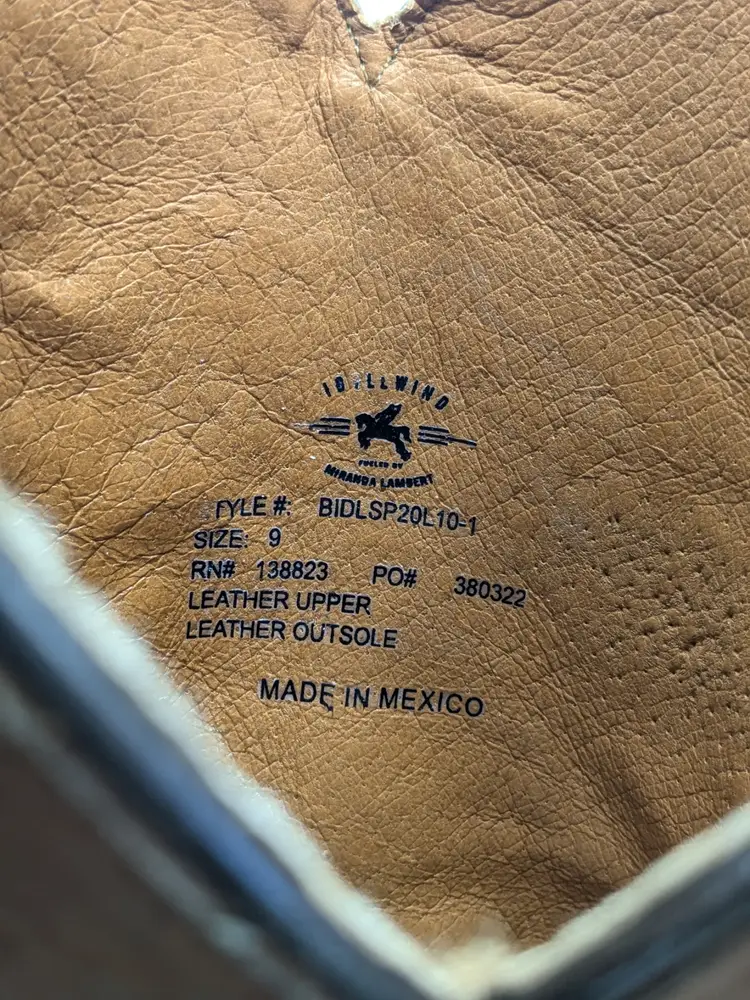 IDYLLWIND
FUELED BY
MIRANDA LAMBERT
TYLE #: BIDLSP20L10-1
SIZE: 9
RN# 138823 PO# 380322
LEATHER UPPER
LEATHER OUTSOLE
MADE IN MEXICO